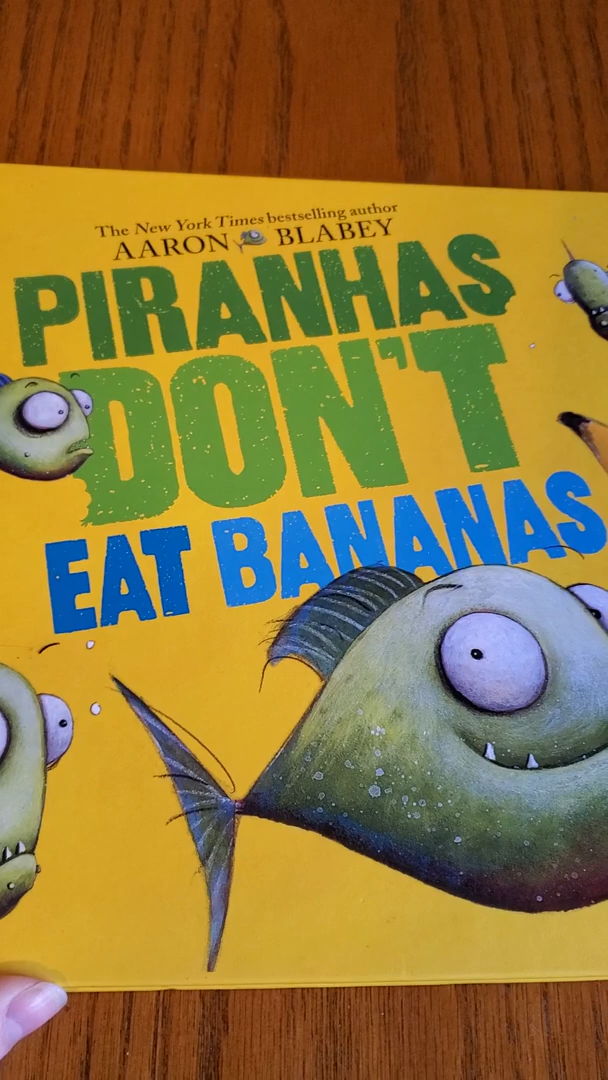 The New York Times bestselling author
AARON BLABEY
PIRANHAS
DON'T
EAT BANANAS